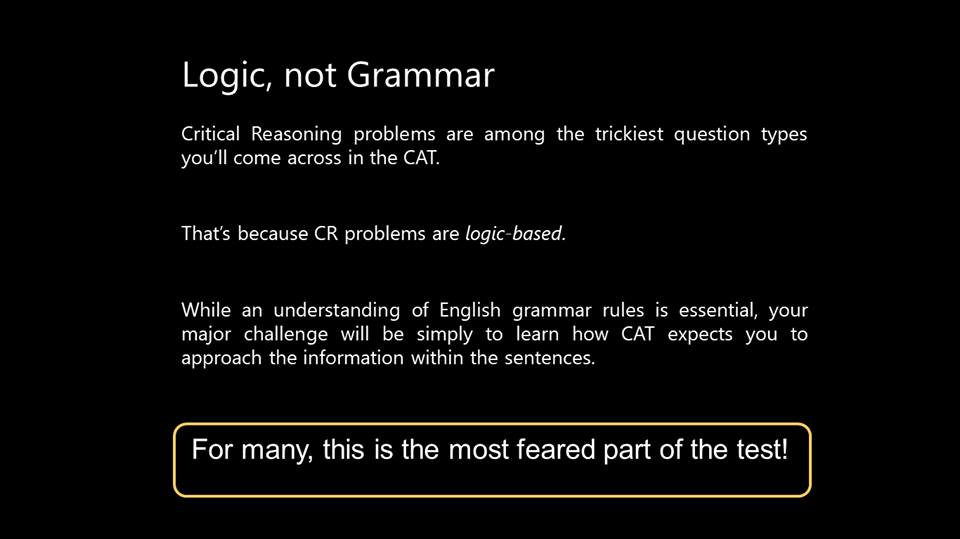 Logic, not Grammar
Critical Reasoning problems are among the trickiest question types
you'll come across in the CAT.
That's because CR problems are logic-based.
While an understanding of English grammar rules is essential, your
major challenge will be simply to learn how CAT expects you to
approach the information within the sentences.
For many, this is the most feared part of the test!